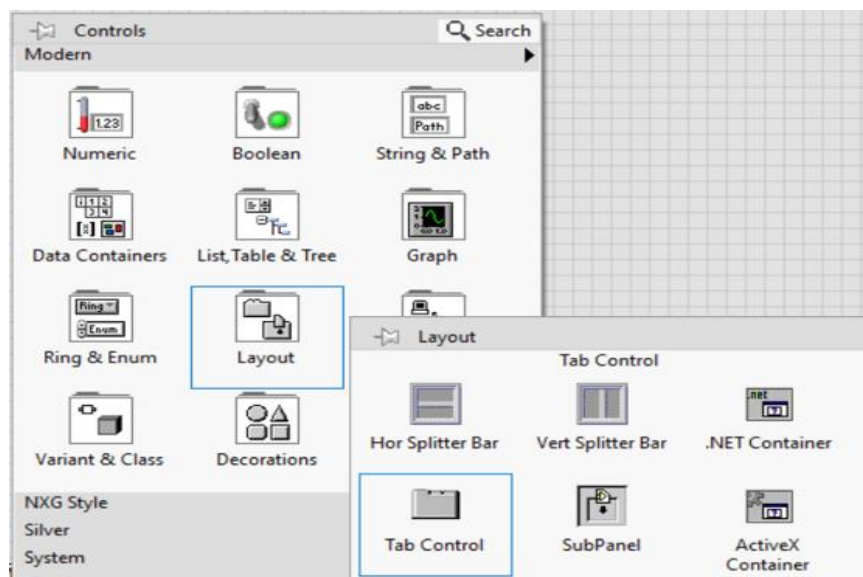 Controls
Search
Modern
1.23
abc
Path
Numeric
Boolean
String & Path
Data Containers
List, Table & Tree
Graph
Ring
Enum
Ring & Enum
Layout
Layout
Tab Control
.net
Hor Splitter Bar
Vert Splitter Bar
.NET Container
Variant & Class
Decorations
Tab Control
SubPanel
ActiveX
Container
NXG Style
Silver
System